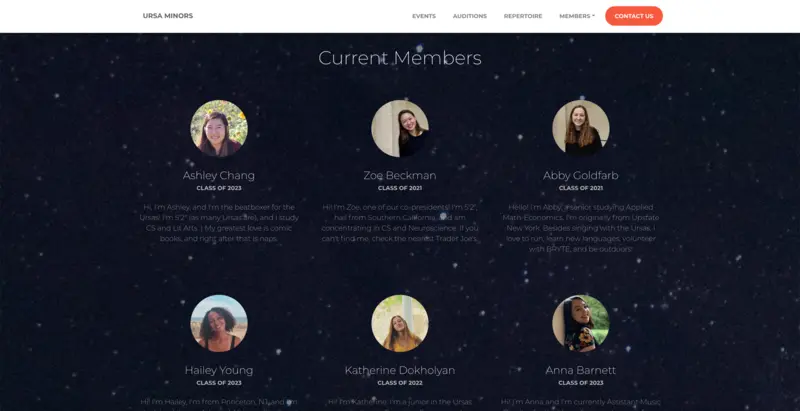 URSA MINORS
EVENTS
AUDITIONS
REPERTOIRE
MEMBERS
CONTACT US
Current Members
Ashley Chang
CLASS OF 2023
Hi, I'm Ashley, and I'm the beatboxer for the
Ursas! I'm 5'2" (as many Ursas are), and I study
CS and Lit Arts. :) My greatest love is comic
books, and right after that is naps.
Zoe Beckman
CLASS OF 2021
Hi! I'm Zoe, one of our co-presidents! I'm 5'2",
hail from Southern California, and am
concentrating in CS and Neuroscience. If you
can't find me, check the nearest Trader Joe's.
Abby Goldfarb
CLASS OF 2021
Hello! I'm Abby, a senior studying Applied
Math-Economics. I'm originally from Upstate
New York. Besides singing with the Ursas, I
love to run, learn new languages, volunteer
with BRYTE, and be outdoors!
Hailey Young
CLASS OF 2023
Hi! I'm Hailey, I'm from Princeton, NJ, and am
Katherine Dokholyan
CLASS OF 2022
Hi! I'm Katherine, I'm a junior in the Ursas
Anna Barnett
CLASS OF 2023
Hi! I'm Anna and I'm currently Assistant Music